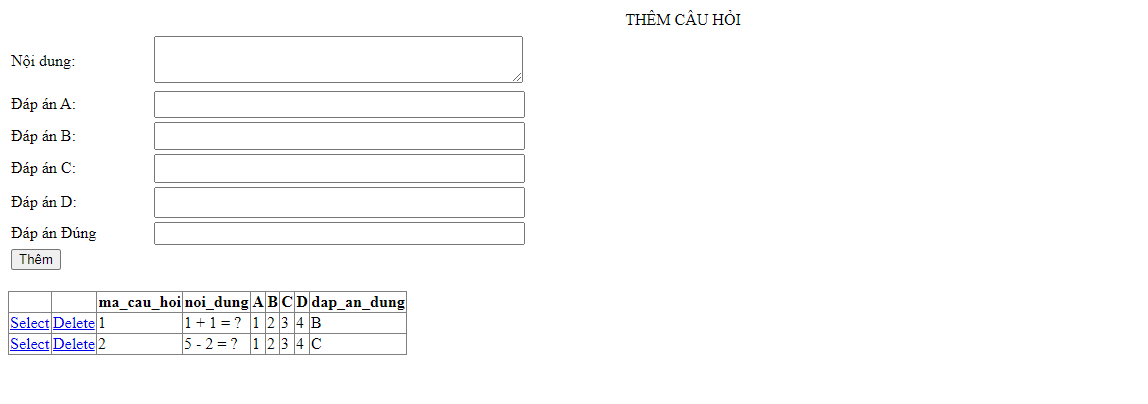 THÊM CÂU HỎI
Nội dung:
Đáp án A:
Đáp án B:
Đáp án C:
Đáp án D:
Đáp án Đúng
Thêm
ma_cau_hoi noi_dung A B C D dap_an_dung
Select Delete 1 1 + 1 = ? 1 2 3 4 B
Select Delete 2 5 - 2 = ? 1 2 3 4 C